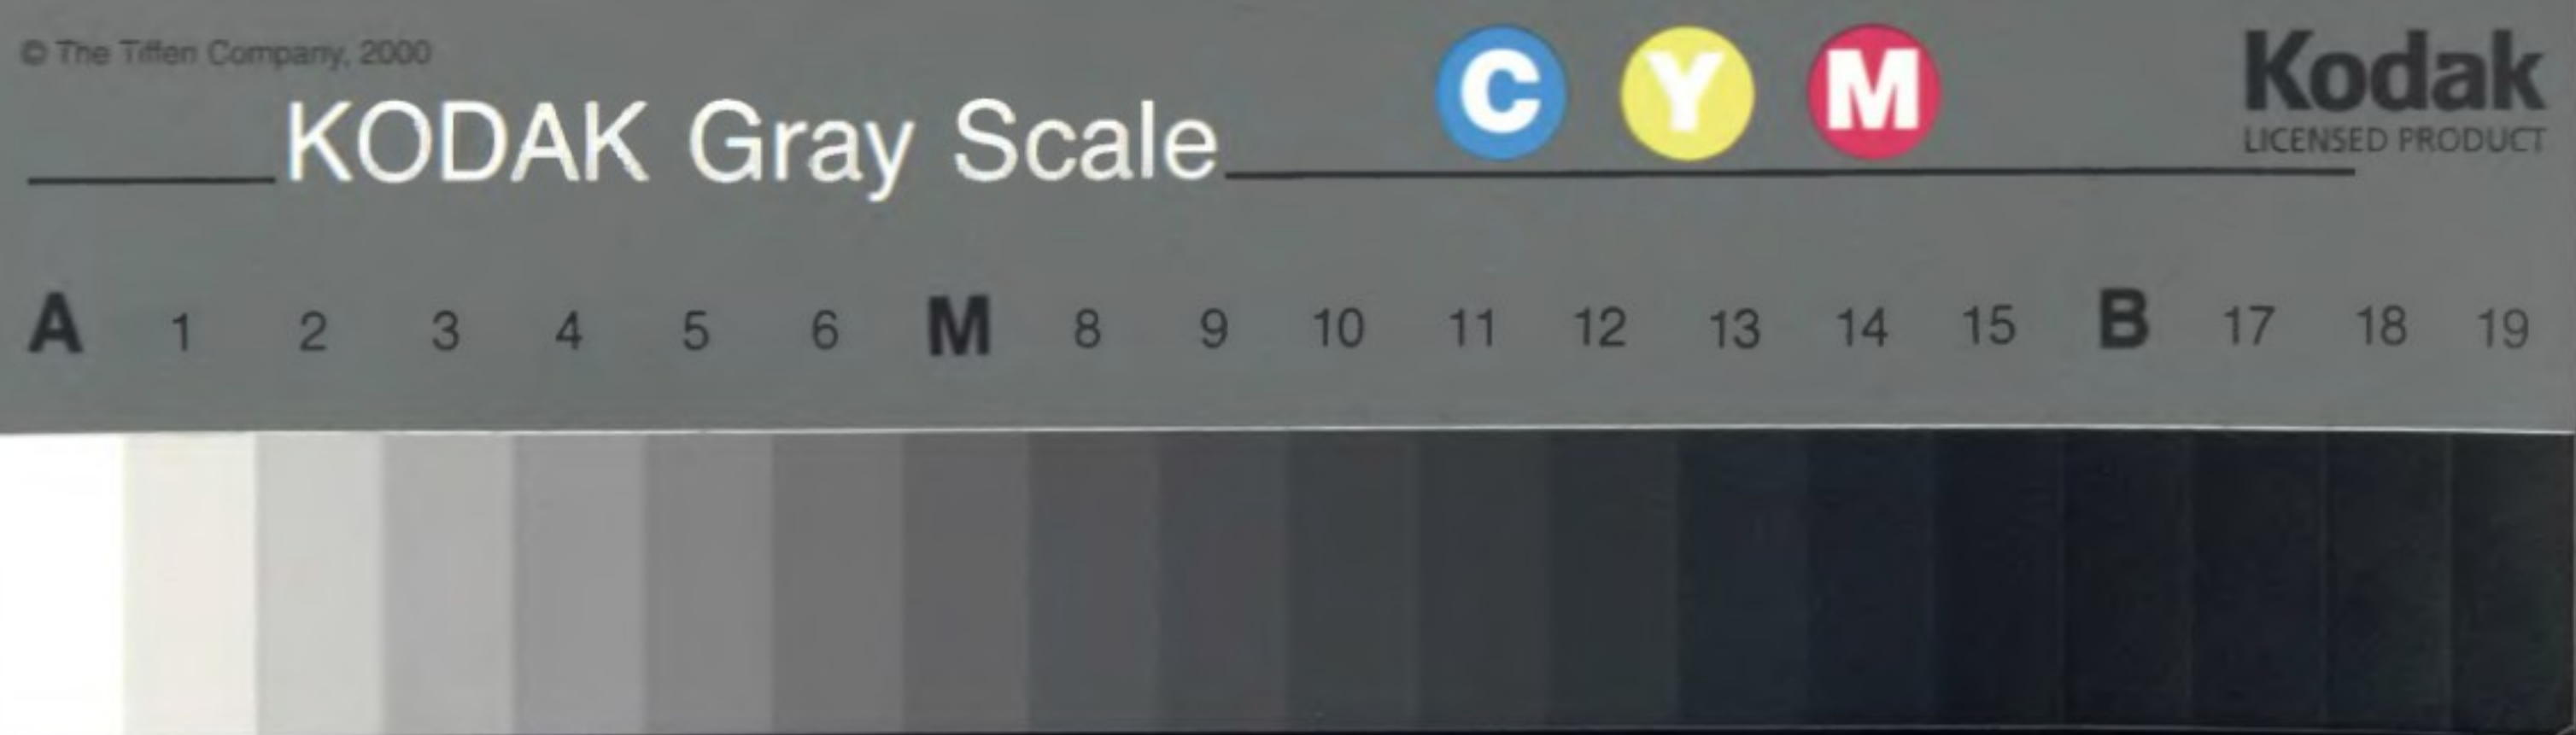 © The Tiffen Company, 2000
KODAK Gray Scale
C Y M
Kodak
LICENSED PRODUCT
A 1 2 3 4 5 6 M 8 9 10 11 12 13 14 15 B 17 18 19